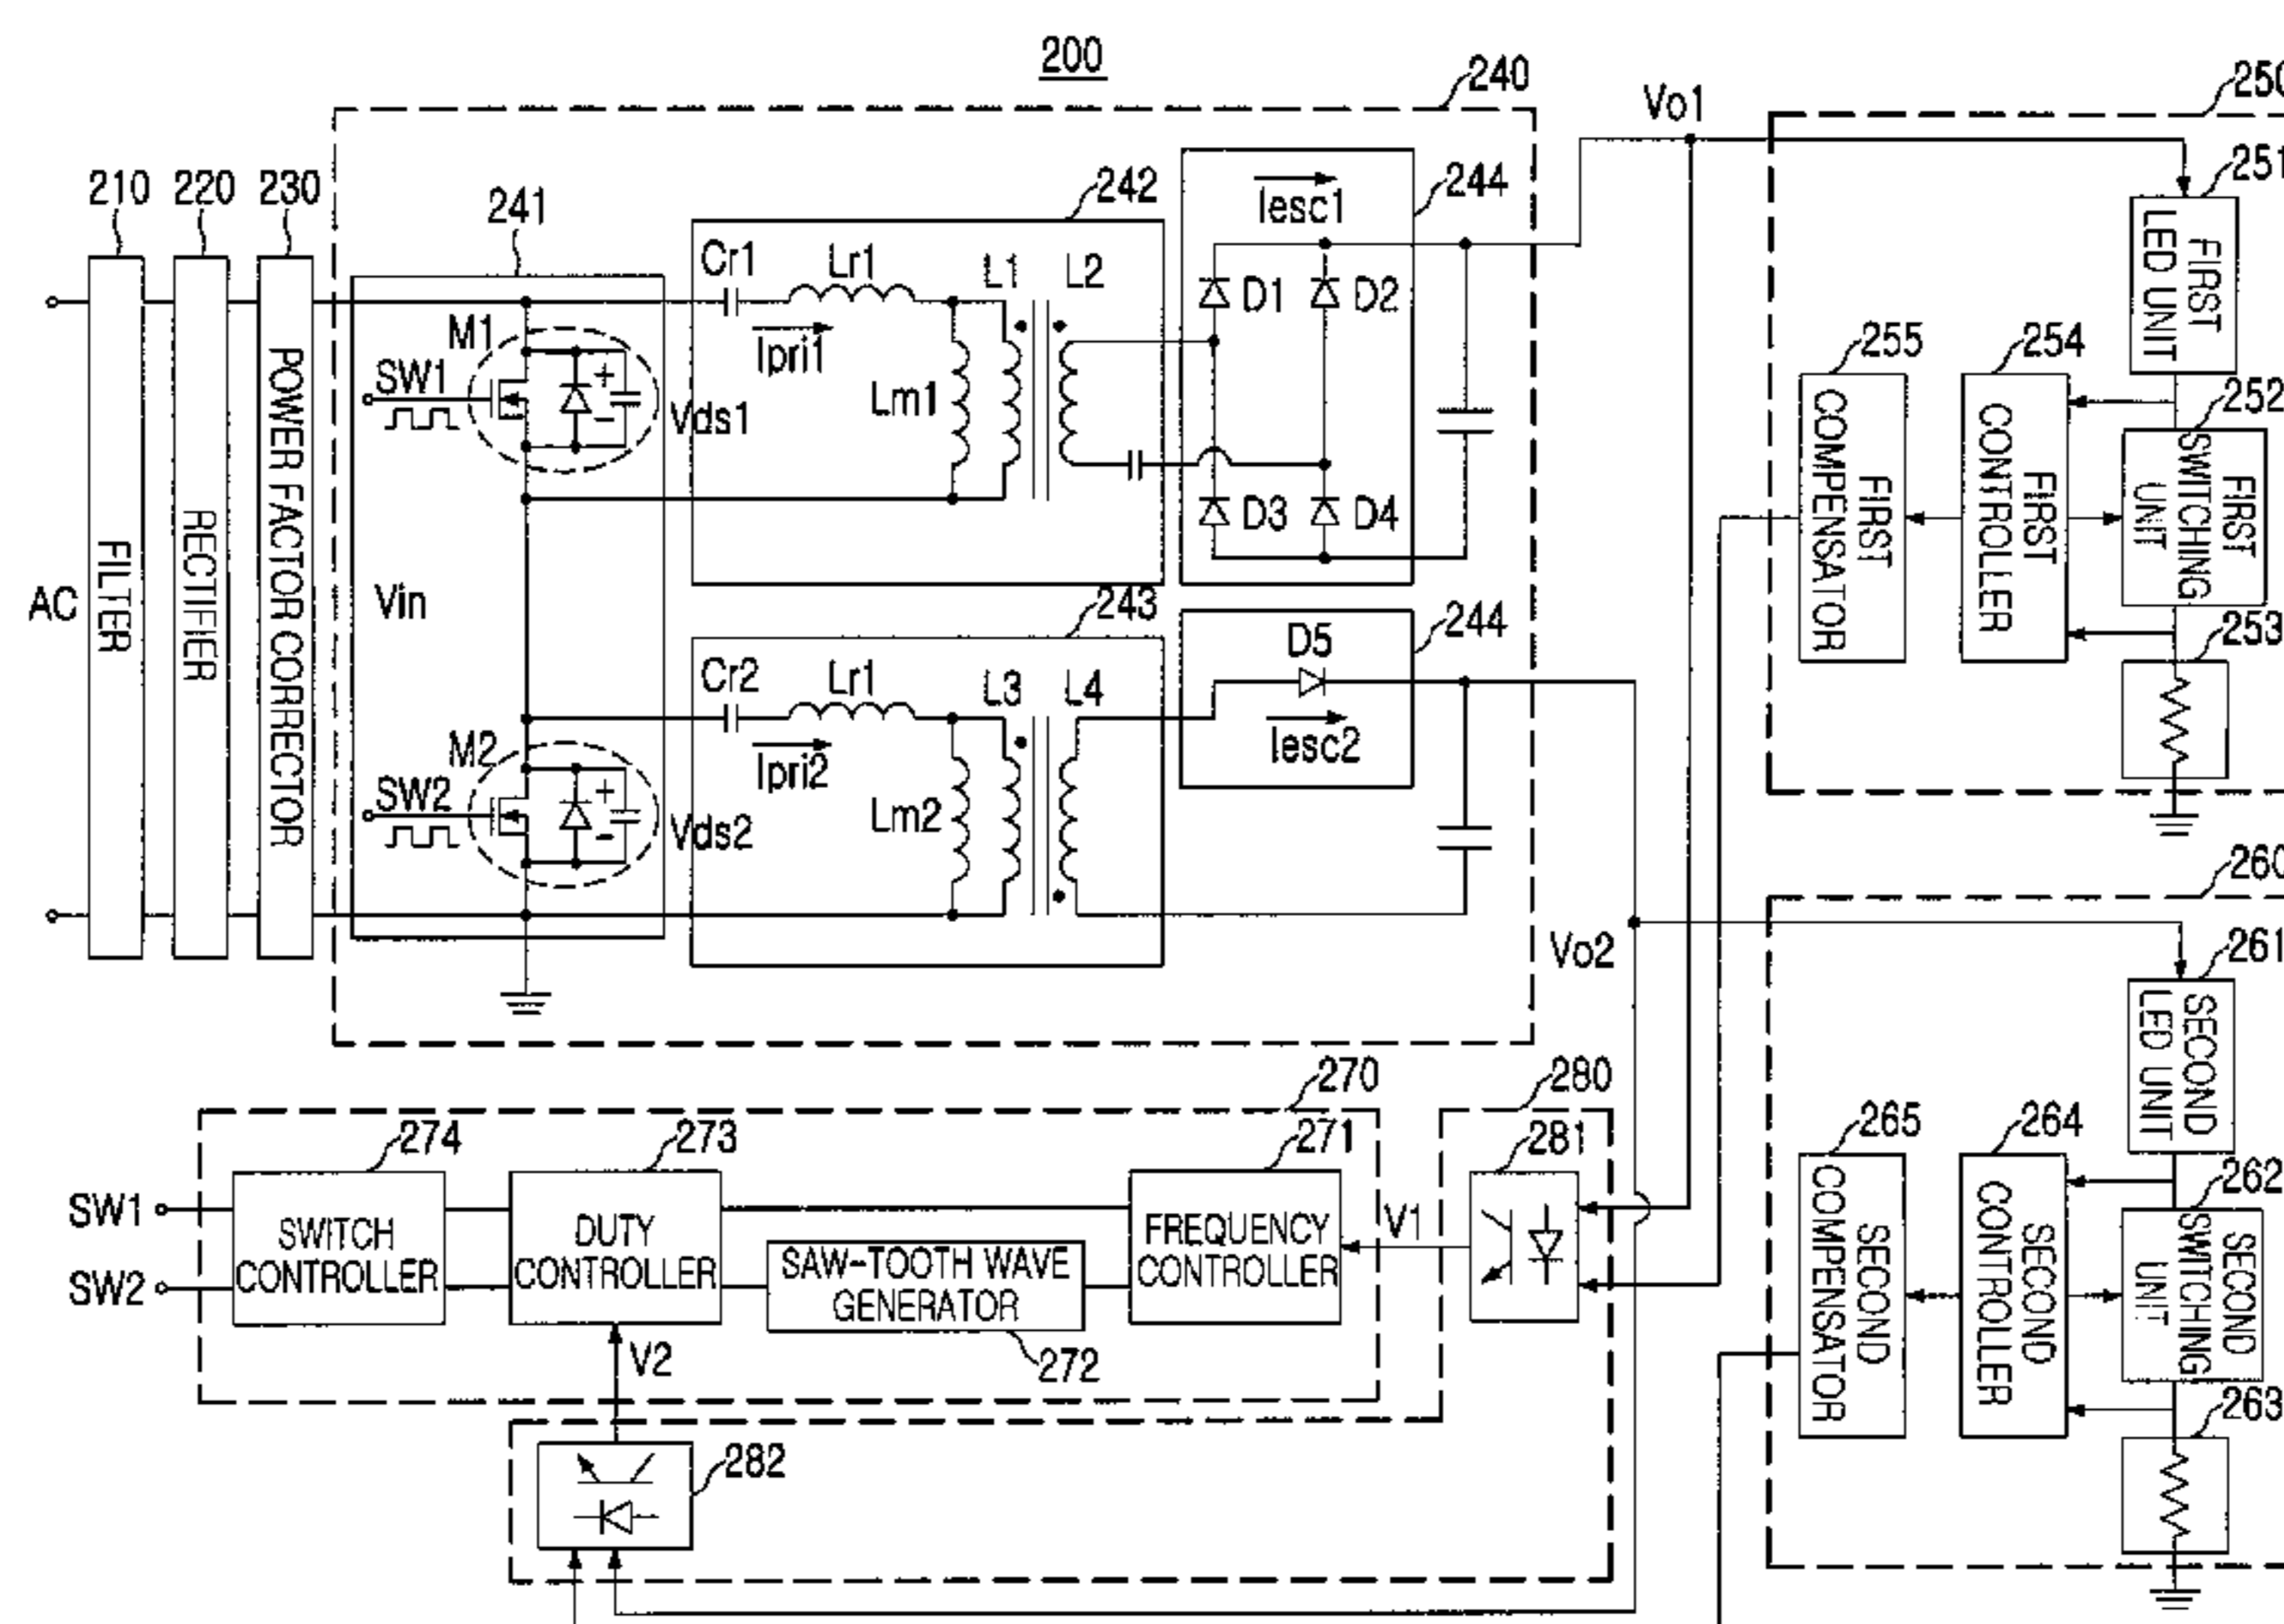 200
240
Vo1
250
251
210
220
230
241
242
244
Iesc1
Cr1
Lr1
L1
L2
D1
D2
FIRST
LED UNIT
M1
SW1
Ipri1
Lm1
Vds1
255
254
252
D3
D4
FIRST
COMPENSATOR
FIRST
CONTROLLER
FIRST
SWITCHING
UNIT
253
AC
FILTER
RECTIFIER
POWER FACTOR CORRECTOR
Vin
243
244
D5
Cr2
Lr1
L3
L4
Iesc2
M2
SW2
Ipri2
Lm2
Vds2
260
Vo2
261
SECOND
LED UNIT
270
280
274
273
271
281
265
264
262
SW1
SW2
SWITCH
CONTROLLER
DUTY
CONTROLLER
SAW-TOOTH WAVE
GENERATOR
FREQUENCY
CONTROLLER
V1
272
V2
SECOND
COMPENSATOR
SECOND
CONTROLLER
SECOND
SWITCHING
UNIT
263
282